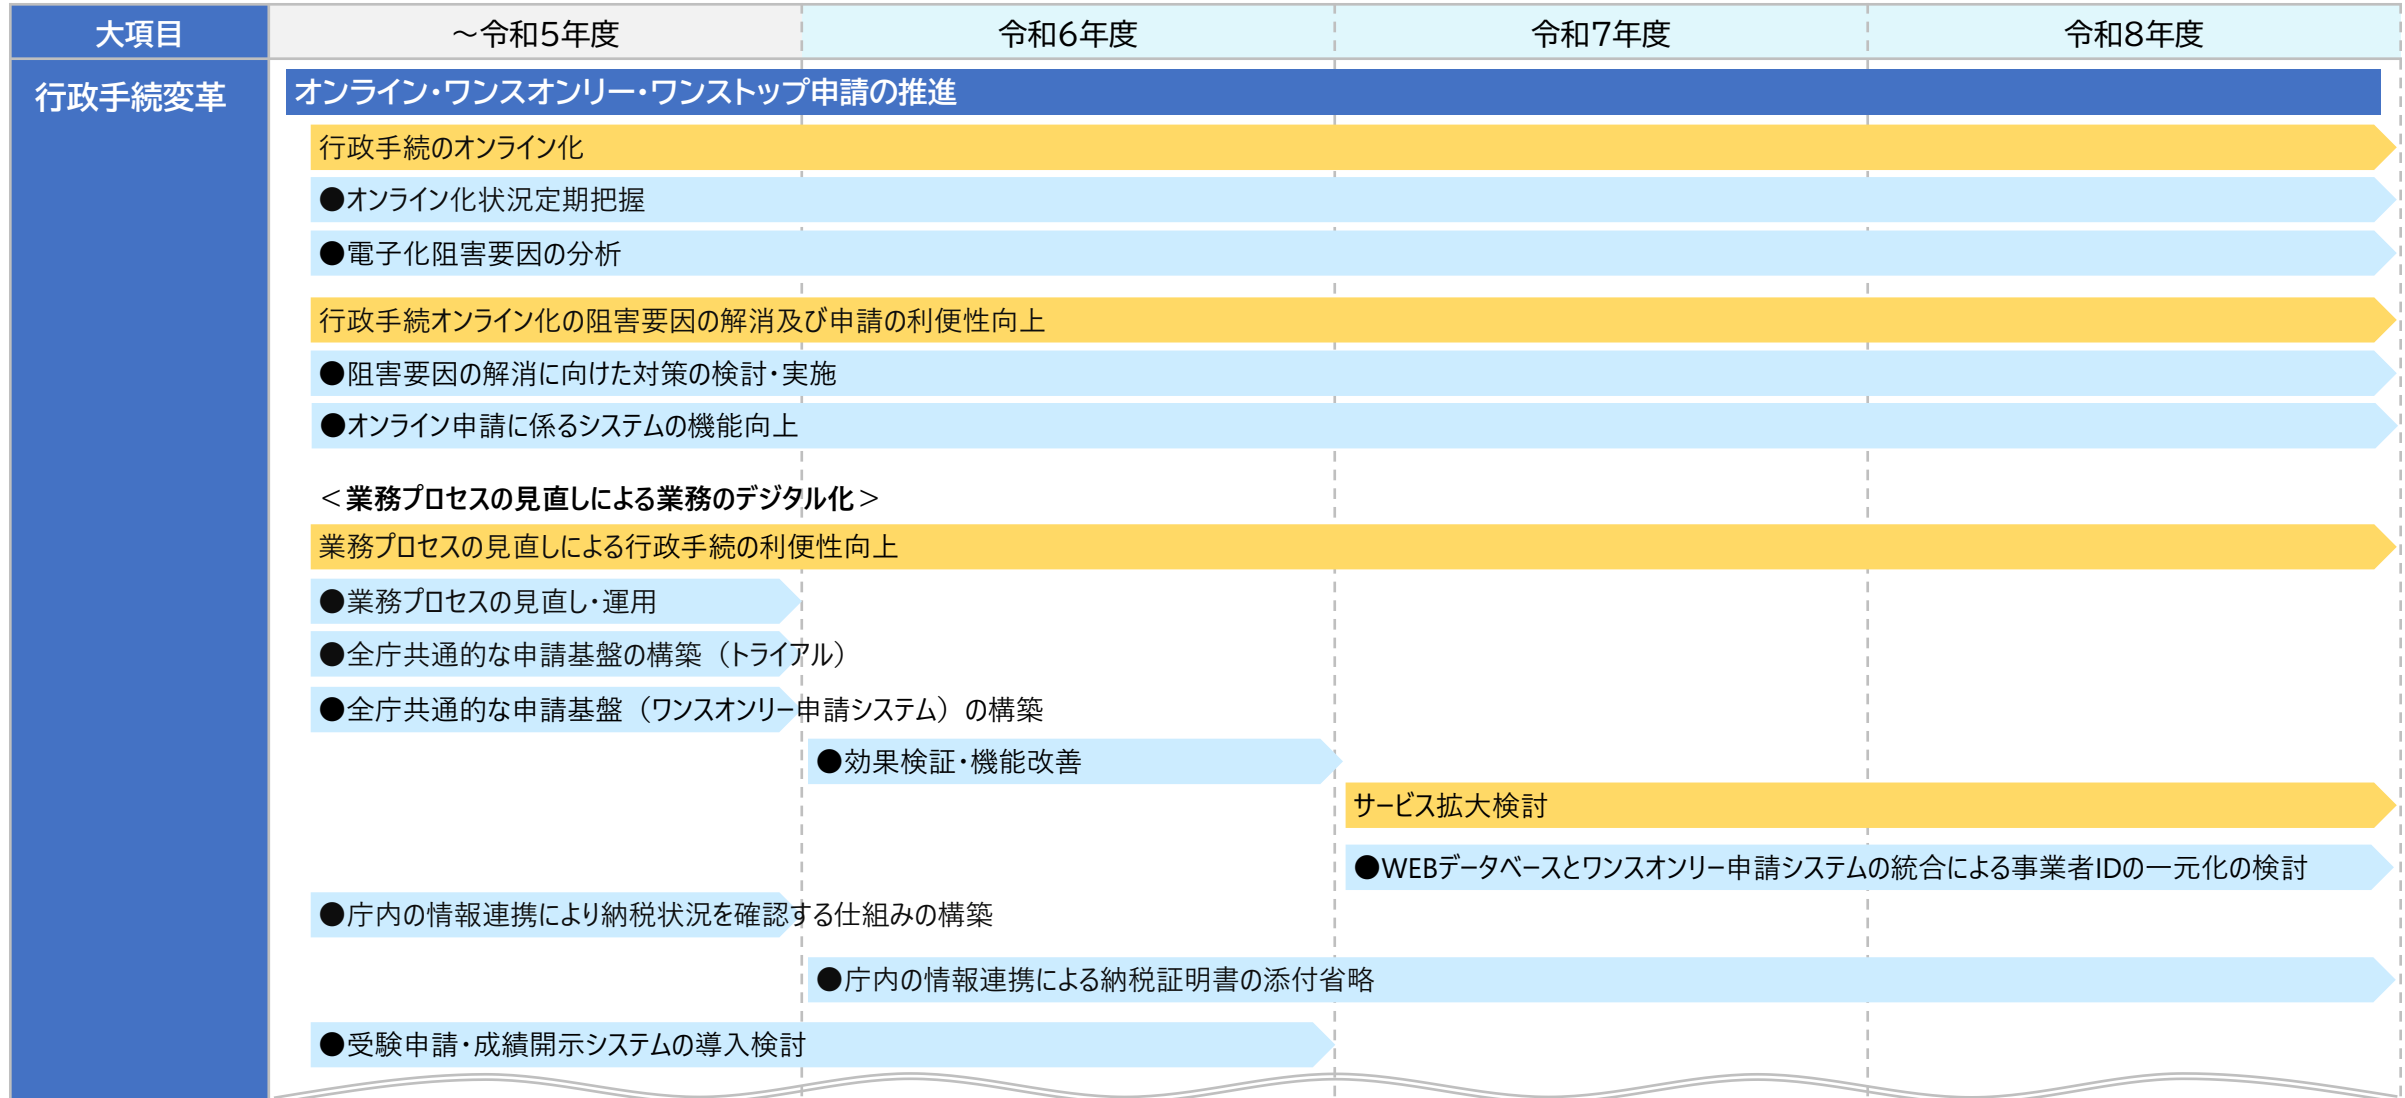 大項目
～令和5年度
令和6年度
令和7年度
令和8年度
行政手続変革
オンライン・ワンスオンリー・ワンストップ申請の推進
行政手続のオンライン化
●オンライン化状況定期把握
●電子化阻害要因の分析
行政手続オンライン化の阻害要因の解消及び申請の利便性向上
●阻害要因の解消に向けた対策の検討・実施
●オンライン申請に係るシステムの機能向上
＜業務プロセスの見直しによる業務のデジタル化＞
業務プロセスの見直しによる行政手続の利便性向上
●業務プロセスの見直し・運用
●全庁共通的な申請基盤の構築（トライアル）
●全庁共通的な申請基盤（ワンスオンリー申請システム）の構築
●効果検証・機能改善
サービス拡大検討
●WEBデータベースとワンスオンリー申請システムの統合による事業者IDの一元化の検討
●庁内の情報連携により納税状況を確認する仕組みの構築
●庁内の情報連携による納税証明書の添付省略
●受験申請・成績開示システムの導入検討